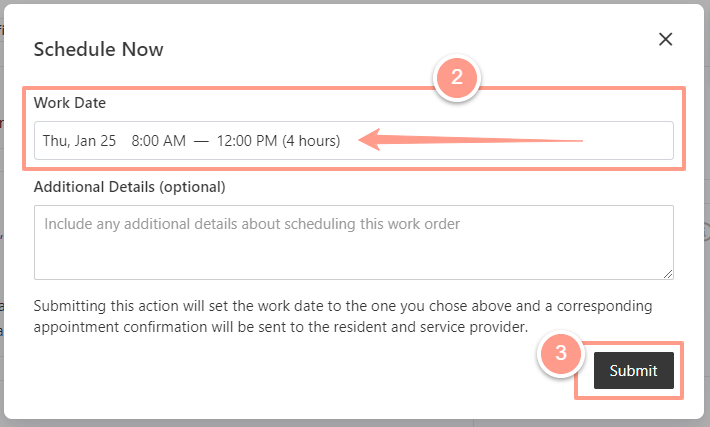 Schedule Now
2
Work Date
Thu, Jan 25 8:00 AM — 12:00 PM (4 hours)
Additional Details (optional)
Include any additional details about scheduling this work order
Submitting this action will set the work date to the one you chose above and a corresponding
appointment confirmation will be sent to the resident and service provider.
3
Submit